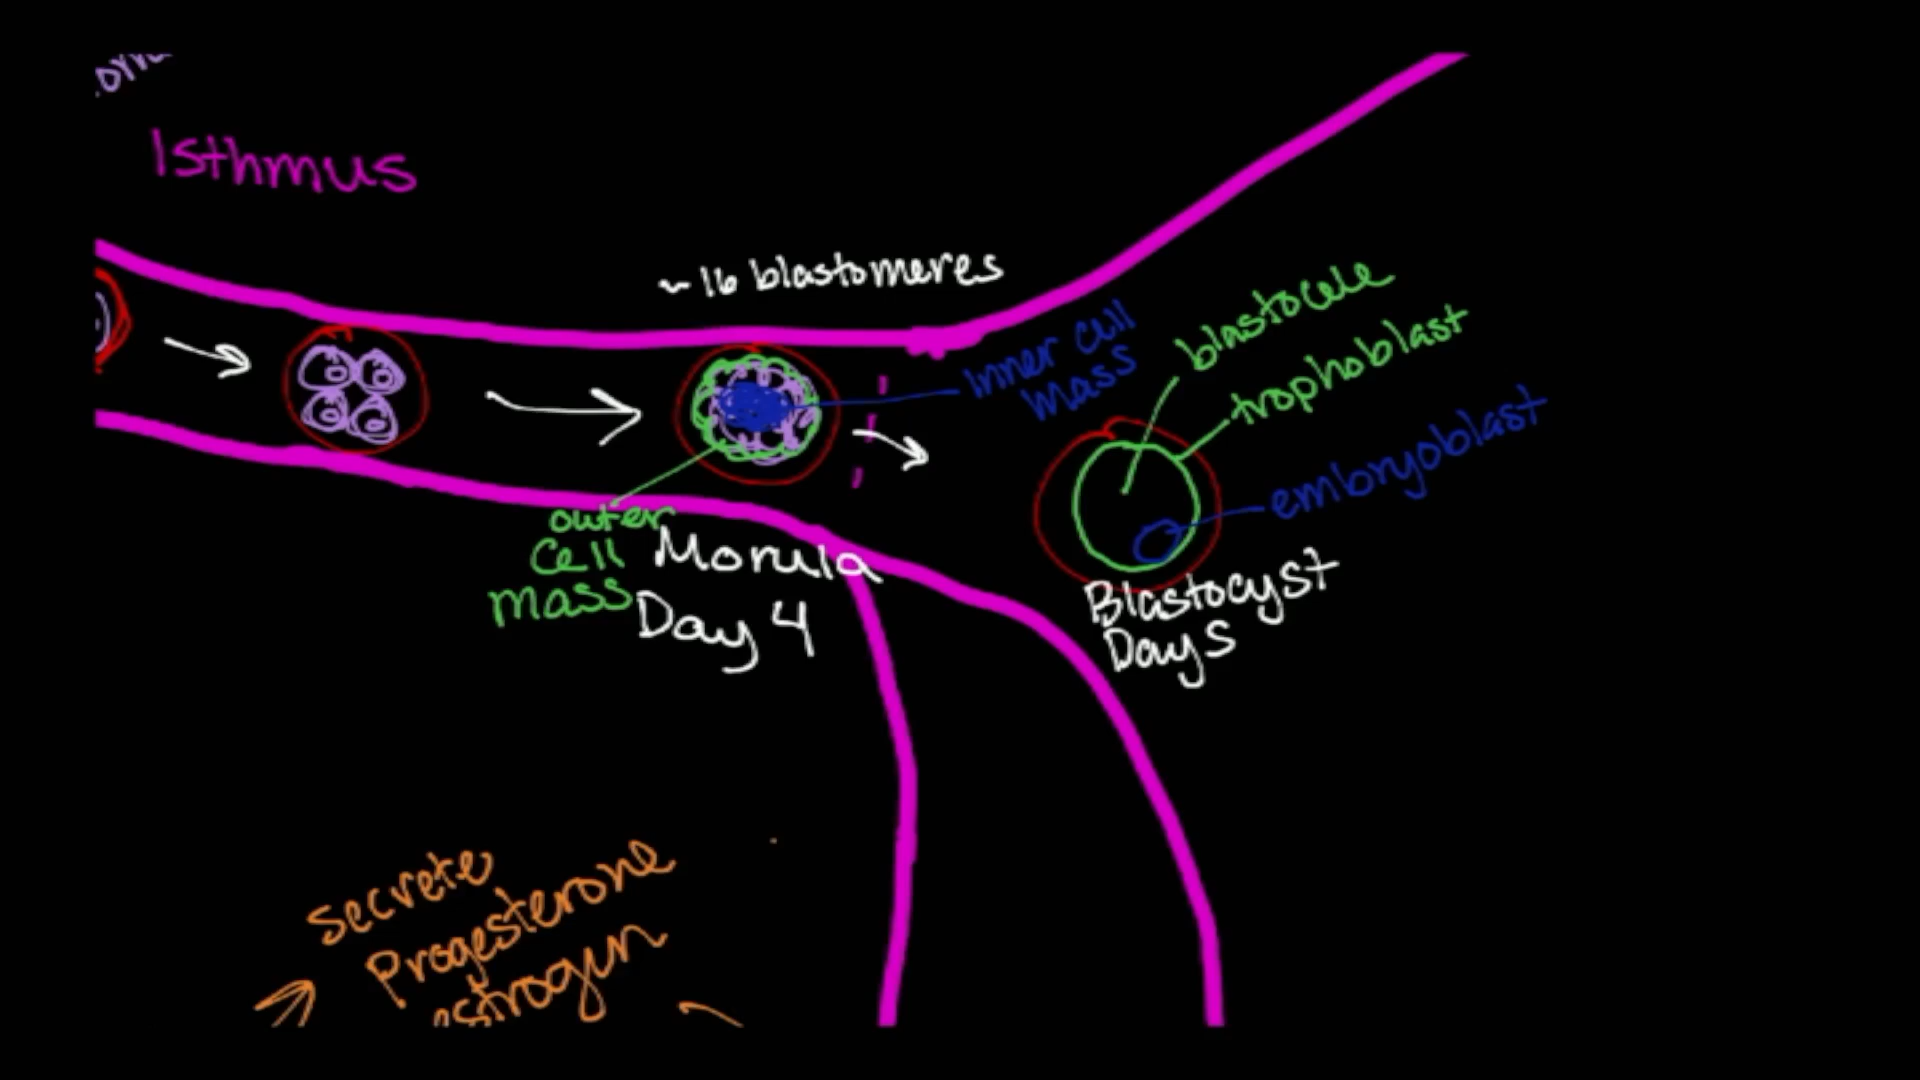 Isthmus
~16 blastomeres
inner cell
mass
blastocele
trophoblast
embryoblast
outer
cell
mass
Morula
Day 4
Blastocyst
Day 5
secrete
Progesterone
estrogen